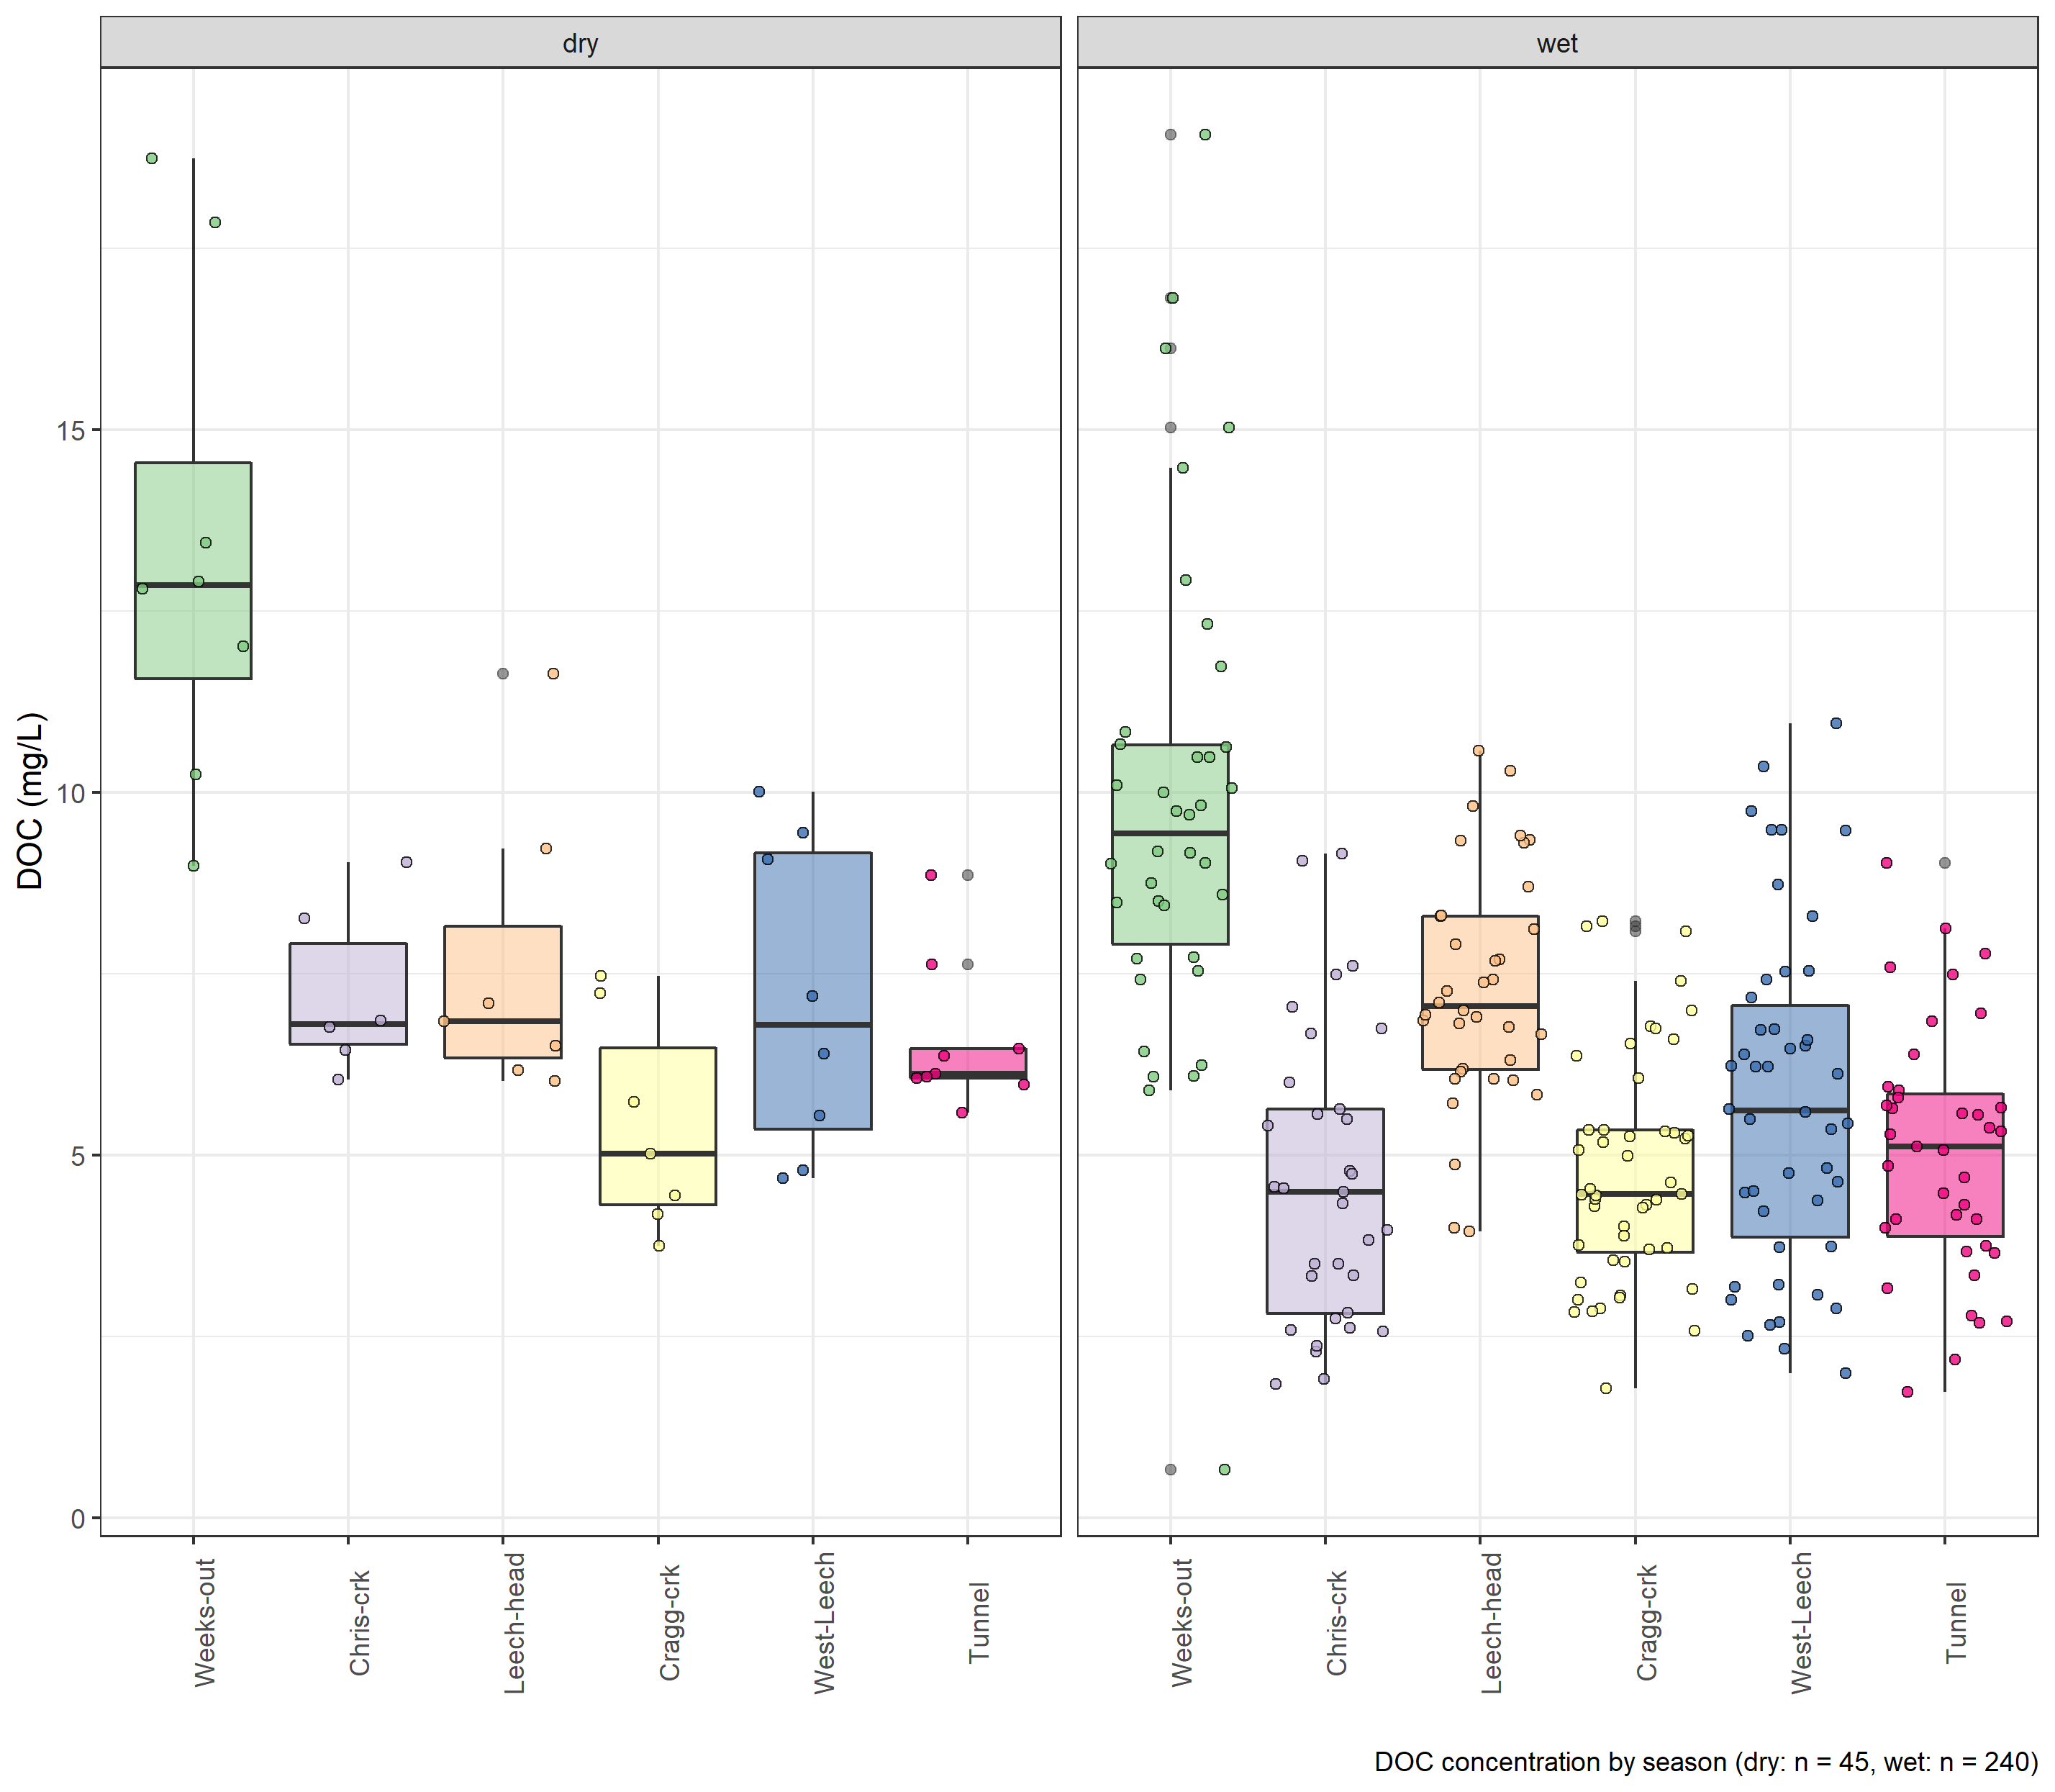 dry
wet
DOC (mg/L)
15
10
5
0
Weeks-out
Chris-crk
Leech-head
Cragg-crk
West-Leech
Tunnel
Weeks-out
Chris-crk
Leech-head
Cragg-crk
West-Leech
Tunnel
DOC concentration by season (dry: n = 45, wet: n = 240)